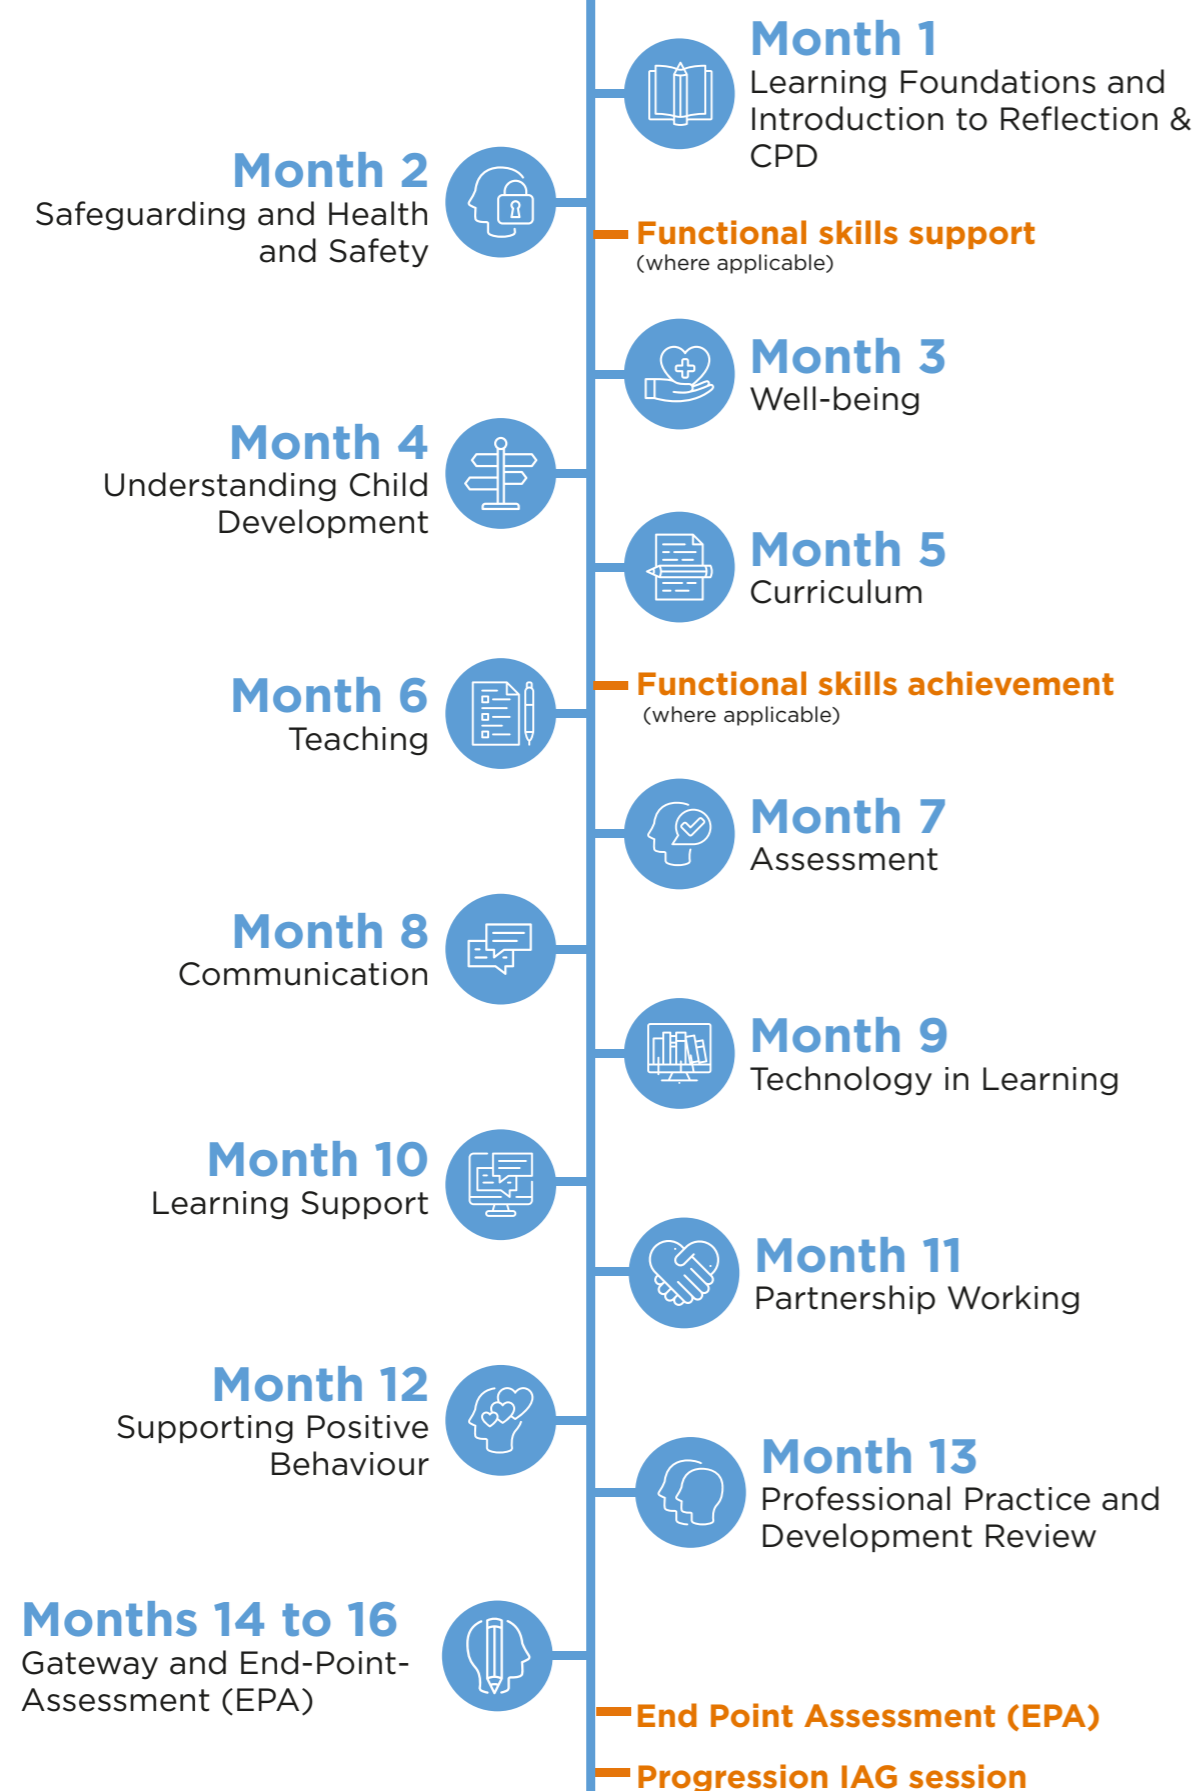 Month 1
Learning Foundations and
Introduction to Reflection &
CPD
Month 2
Safeguarding and Health
and Safety
Functional skills support
(where applicable)
Month 3
Well-being
Month 4
Understanding Child
Development
Month 5
Curriculum
Functional skills achievement
(where applicable)
Month 6
Teaching
Month 7
Assessment
Month 8
Communication
Month 9
Technology in Learning
Month 10
Learning Support
Month 11
Partnership Working
Month 12
Supporting Positive
Behaviour
Month 13
Professional Practice and
Development Review
Months 14 to 16
Gateway and End-Point-
Assessment (EPA)
End Point Assessment (EPA)
Progression IAG session